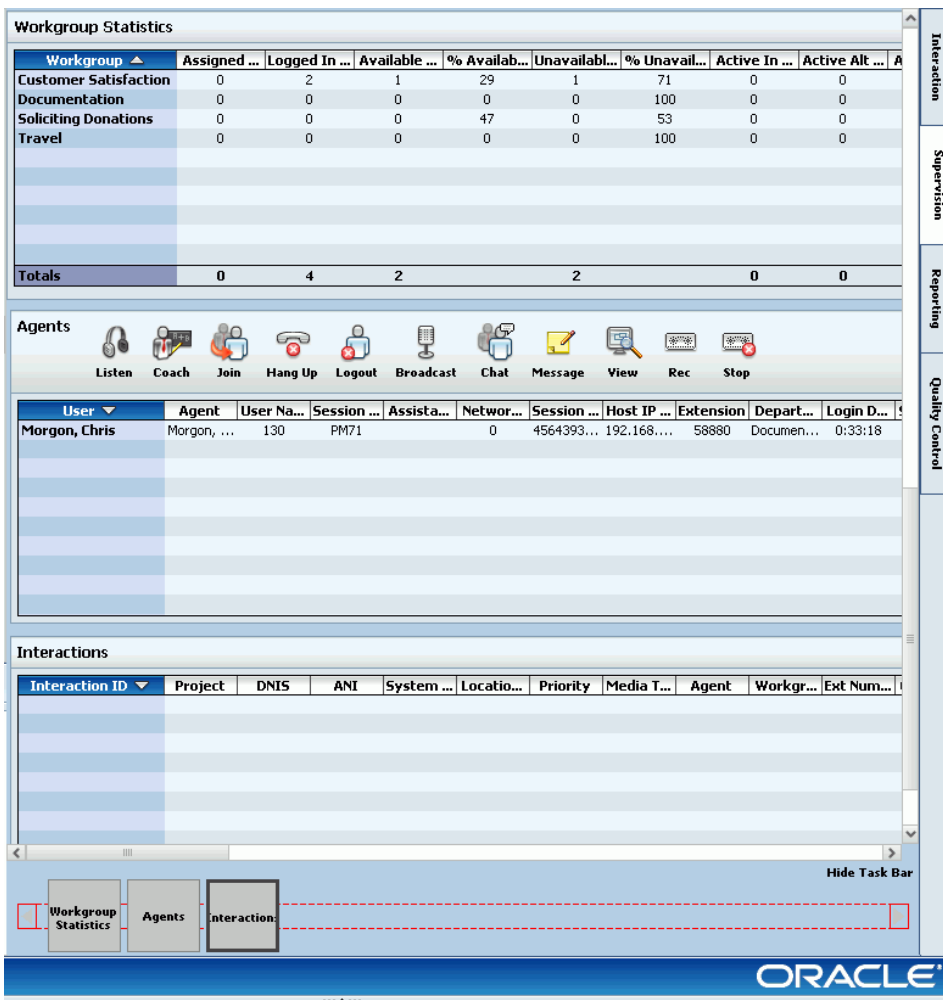 Workgroup Statistics
Workgroup Assigned ... Logged In ... Available ... % Availab... Unavailabl... % Unavail... Active In ... Active Alt ... A
Customer Satisfaction 0 2 1 29 1 71 0 0
Documentation 0 0 0 0 0 100 0 0
Soliciting Donations 0 0 0 47 0 53 0 0
Travel 0 0 0 0 0 100 0 0
Totals 0 4 2 2 0 0
Interaction
Supervision
Reporting
Quality Control
Agents
Listen Coach Join Hang Up Logout Broadcast Chat Message View Rec Stop
User Agent User Na... Session ... Assista... Networ... Session ... Host IP ... Extension Depart... Login D...
Morgon, Chris Morgon, ... 130 PM71 0 4564393... 192.168.... 58880 Documen... 0:33:18
Interactions
Interaction ID Project DNIS ANI System ... Locatio... Priority Media T... Agent Workgr... Ext Num...
Hide Task Bar
Workgroup Statistics
Agents
Interaction
ORACLE